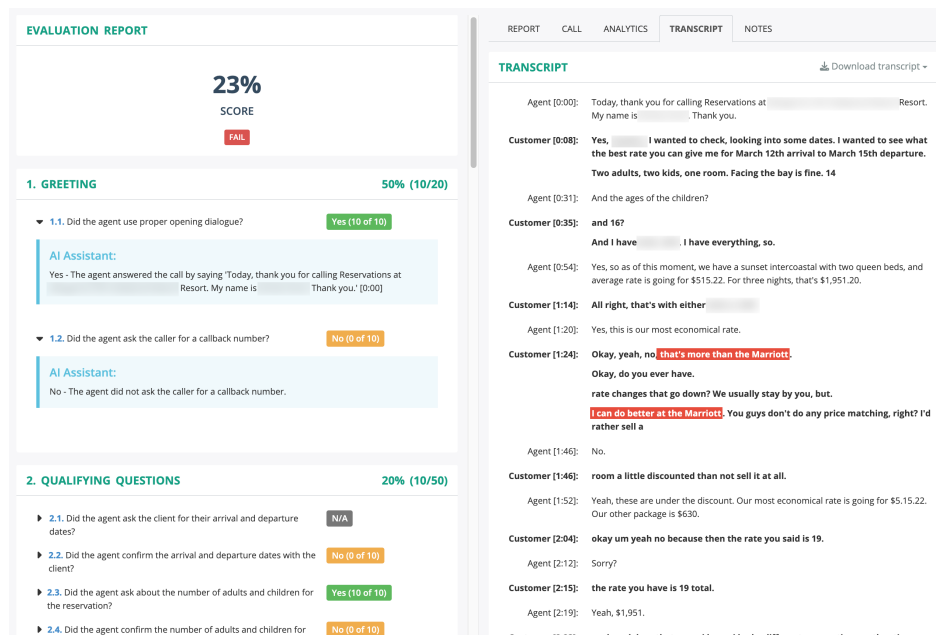 EVALUATION REPORT
23%
SCORE
FAIL
1. GREETING
50% (10/20)
1.1. Did the agent use proper opening dialogue?
Yes (10 of 10)
AI Assistant:
Yes - The agent answered the call by saying 'Today, thank you for calling Reservations at
Resort. My name is Thank you.' [0:00]
1.2. Did the agent ask the caller for a callback number?
No (0 of 10)
AI Assistant:
No - The agent did not ask the caller for a callback number.
2. QUALIFYING QUESTIONS
20% (10/50)
2.1. Did the agent ask the client for their arrival and departure
dates?
N/A
2.2. Did the agent confirm the arrival and departure dates with the
client?
No (0 of 10)
2.3. Did the agent ask about the number of adults and children for
the reservation?
Yes (10 of 10)
2.4. Did the agent confirm the number of adults and children for
No (0 of 10)
REPORT
CALL
ANALYTICS
TRANSCRIPT
NOTES
TRANSCRIPT
Download transcript
Agent [0:00]: Today, thank you for calling Reservations at Resort.
My name is . Thank you.
Customer [0:08]: Yes, I wanted to check, looking into some dates. I wanted to see what
the best rate you can give me for March 12th arrival to March 15th departure.
Two adults, two kids, one room. Facing the bay is fine. 14
Agent [0:31]: And the ages of the children?
Customer [0:35]: and 16?
And I have . I have everything, so.
Agent [0:54]: Yes, so as of this moment, we have a sunset intercoastal with two queen beds, and
average rate is going for $515.22. For three nights, that's $1,951.20.
Customer [1:14]: All right, that's with either
Agent [1:20]: Yes, this is our most economical rate.
Customer [1:24]: Okay, yeah, no, that's more than the Marriott.
Okay, do you ever have.
rate changes that go down? We usually stay by you, but.
I can do better at the Marriott. You guys don't do any price matching, right? I'd
rather sell a
Agent [1:46]: No.
Customer [1:46]: room a little discounted than not sell it at all.
Agent [1:52]: Yeah, these are under the discount. Our most economical rate is going for $5.15.22.
Our other package is $630.
Customer [2:04]: okay um yeah no because then the rate you said is 19.
Agent [2:12]: Sorry?
Customer [2:15]: the rate you have is 19 total.
Agent [2:19]: Yeah, $1,951.